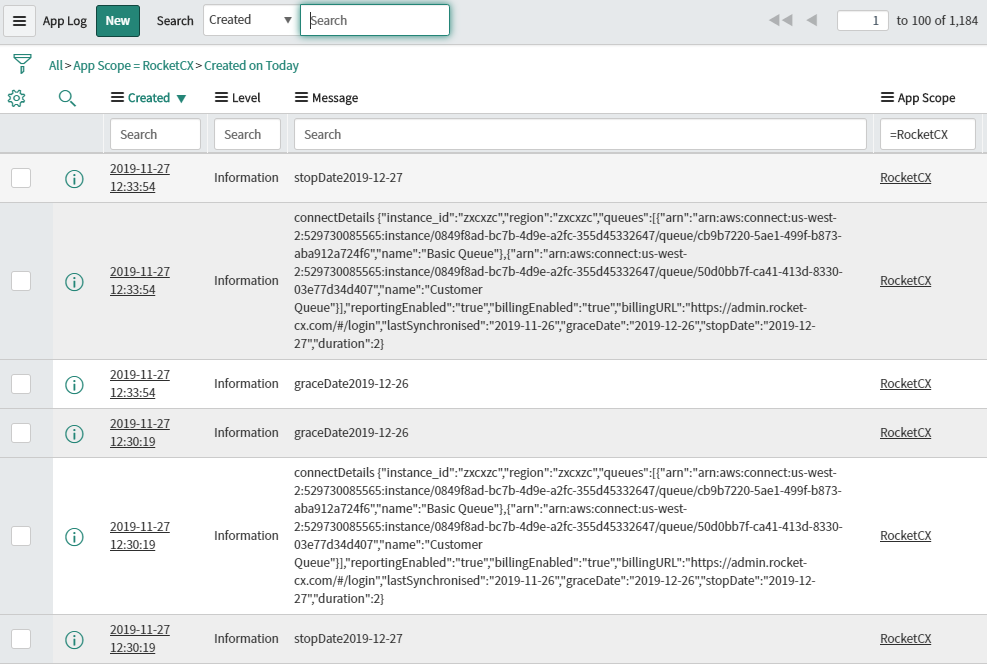 App Log New Search Created Search 1 to 100 of 1,184
All > App Scope = RocketCX > Created on Today
Created Level Message App Scope
Search Search Search =RocketCX
2019-11-27
12:33:54 Information stopDate2019-12-27 RocketCX
connectDetails {"instance_id":"zxcxzc","region":"zxcxzc","queues":[{"arn":"arn:aws:connect:us-west-
2:529730085565:instance/0849f8ad-bc7b-4d9e-a2fc-355d45332647/queue/cb9b7220-5ae1-499f-b873-
aba912a724f6","name":"Basic Queue"},{"arn":"arn:aws:connect:us-west-
2019-11-27
12:33:54 Information 2:529730085565:instance/0849f8ad-bc7b-4d9e-a2fc-355d45332647/queue/50d0bb7f-ca41-413d-8330- RocketCX
03e77d34d407","name":"Customer
Queue"}],"reportingEnabled":"true","billingEnabled":"true","billingURL":"https://admin.rocket-
cx.com/#/login","lastSynchronised":"2019-11-26","graceDate":"2019-12-26","stopDate":"2019-12-
27","duration":2}
2019-11-27
12:33:54 Information graceDate2019-12-26 RocketCX
2019-11-27
12:30:19 Information graceDate2019-12-26 RocketCX
connectDetails {"instance_id":"zxcxzc","region":"zxcxzc","queues":[{"arn":"arn:aws:connect:us-west-
2:529730085565:instance/0849f8ad-bc7b-4d9e-a2fc-355d45332647/queue/cb9b7220-5ae1-499f-b873-
aba912a724f6","name":"Basic Queue"},{"arn":"arn:aws:connect:us-west-
2019-11-27
12:30:19 Information 2:529730085565:instance/0849f8ad-bc7b-4d9e-a2fc-355d45332647/queue/50d0bb7f-ca41-413d-8330- RocketCX
03e77d34d407","name":"Customer
Queue"}],"reportingEnabled":"true","billingEnabled":"true","billingURL":"https://admin.rocket-
cx.com/#/login","lastSynchronised":"2019-11-26","graceDate":"2019-12-26","stopDate":"2019-12-
27","duration":2}
2019-11-27
12:30:19 Information stopDate2019-12-27 RocketCX